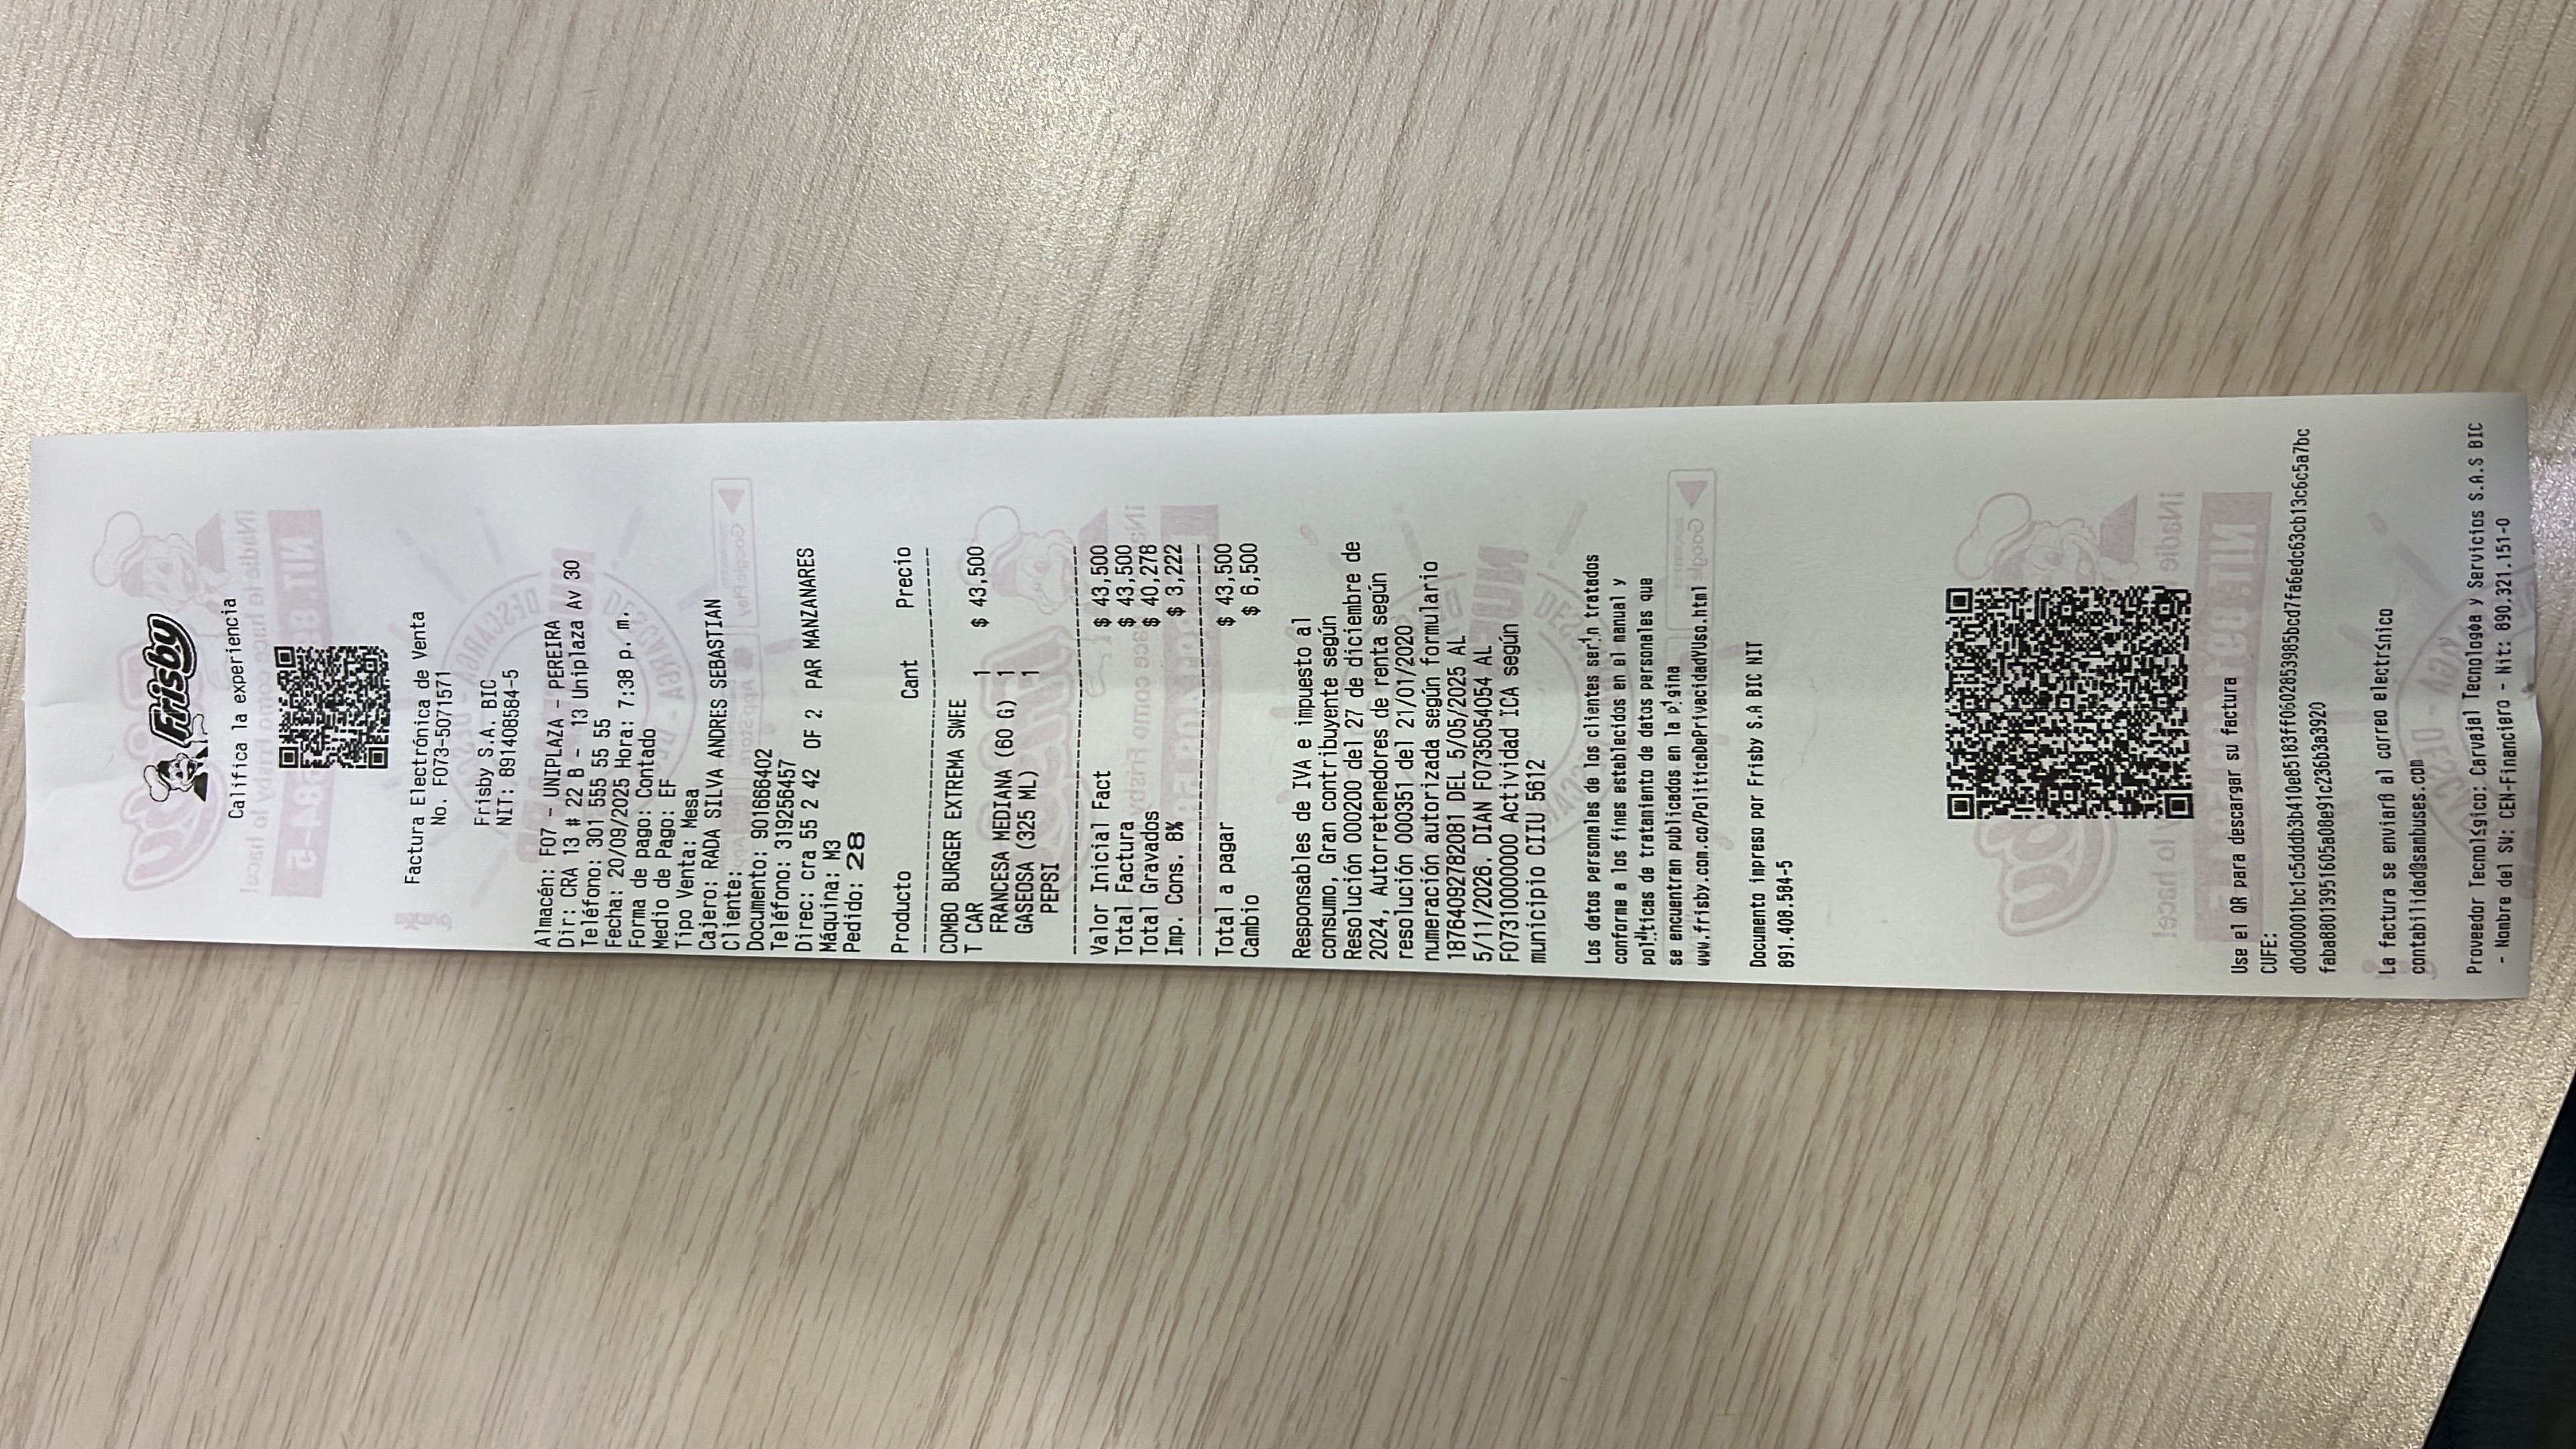 Frisby
Califica la experiencia
Factura Electrónica de Venta
No. F073-5071571
Frisby S.A. BIC
NIT: 891408584-5
Almacén: F07 - UNIPLAZA - PEREIRA
Dir: CRA 13 # 22 B - 13 Uniplaza Av 30
Teléfono: 301 555 55 55
Fecha: 20/09/2025 Hora: 7:38 p. m.
Forma de pago: Contado
Medio de Pago: EF
Tipo Venta: Mesa
Cajero: RADA SILVA ANDRES SEBASTIAN
Cliente:
Documento: 901666402
Teléfono: 319256457
Direc: cra 55 2 42 OF 2 PAR MANZANARES
Máquina: M3
Pedido: 28
Producto Cant Precio
COMBO BURGER EXTREMA SWEE
T CAR 1 $ 43,500
FRANCESA MEDIANA (60 G) 1
GASEOSA (325 ML) 1
PEPSI
Valor Inicial Fact $ 43,500
Total Factura $ 43,500
Total Gravados $ 40,278
Imp. Cons. 8% $ 3,222
Total a pagar $ 43,500
Cambio $ 6,500
Responsables de IVA e impuesto al
consumo, Gran contribuyente según
Resolución 000200 del 27 de diciembre de
2024, Autorretenedores de renta según
resolución 000351 del 21/01/2020
numeración autorizada según formulario
18764092782081 DEL 5/05/2025 AL
5/11/2026. DIAN F0735054054 AL
F07310000000 Actividad ICA según
municipio CIIU 5612
Los datos personales de los clientes ser n tratados
conforme a los fines establecidos en el manual y
pol ticas de tratamiento de datos personales que
se encuentran publicados en la p gina
www.frisby.com.co/PoliticaDePrivacidadYUso.html
Documento impreso por Frisby S.A BIC NIT
891.408.584-5
Use el QR para descargar su factura
CUFE:
La factura se enviarß al correo electr nico
contabilidad@sambuses.com
Proveedor Tecnol gico: Carvajal Tecnolog a y Servicios S.A.S BIC
- Nombre del SW: CEN-Financiero - Nit: 890.321.151-0